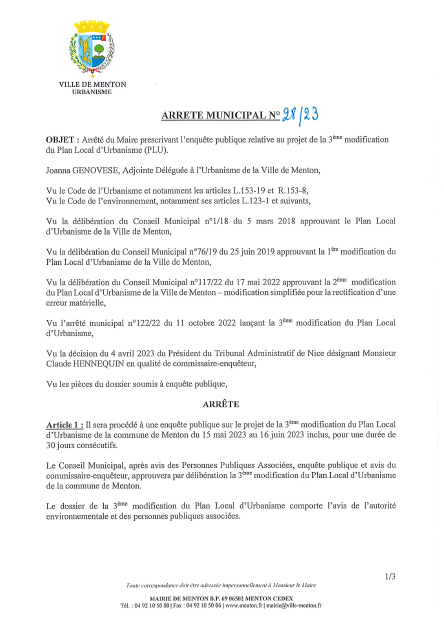 VILLE DE MENTON
URBANISME
ARRETE MUNICIPAL N° 28/23
OBJET : Arrêté du Maire prescrivant l'enquête publique relative au projet de la 3ème modification
du Plan Local d'Urbanisme (PLU).
Joanna GENOVESE, Adjointe Déléguée à l'Urbanisme de la Ville de Menton,
Vu le Code de l'Urbanisme et notamment les articles L.153-19 et R.153-8,
Vu le Code de l'environnement, notamment ses articles L.123-1 et suivants,
Vu la délibération du Conseil Municipal n°1/18 du 5 mars 2018 approuvant le Plan Local
d'Urbanisme de la Ville de Menton,
Vu la délibération du Conseil Municipal n°76/19 du 25 juin 2019 approuvant la 1ère modification du
Plan Local d'Urbanisme de la Ville de Menton,
Vu la délibération du Conseil Municipal n°117/22 du 17 mai 2022 approuvant la 2ème modification
du Plan Local d'Urbanisme de la Ville de Menton – modification simplifiée pour la rectification d'une
erreur matérielle,
Vu l'arrêté municipal n°122/22 du 11 octobre 2022 lançant la 3ème modification du Plan Local
d'Urbanisme,
Vu la décision du 4 avril 2023 du Président du Tribunal Administratif de Nice désignant Monsieur
Claude HENNEQUIN en qualité de commissaire-enquêteur,
Vu les pièces du dossier soumis à enquête publique,
ARRÊTE
Article 1 : Il sera procédé à une enquête publique sur le projet de la 3ème modification du Plan Local
d'Urbanisme de la commune de Menton du 15 mai 2023 au 16 juin 2023 inclus, pour une durée de
30 jours consécutifs.
Le Conseil Municipal, après avis des Personnes Publiques Associées, enquête publique et avis du
commissaire-enquêteur, approuvera par délibération la 3ème modification du Plan Local d'Urbanisme
de la commune de Menton.
Le dossier de la 3ème modification du Plan Local d'Urbanisme comporte l'avis de l'autorité
environnementale et des personnes publiques associées.
1/3
Toute correspondance doit être adressée impersonnellement à Monsieur le Maire
MAIRIE DE MENTON B.P. 69 06502 MENTON CEDEX
Tél. : 04 92 10 50 00 | Fax : 04 92 10 50 06 | www.menton.fr | mairie@ville-menton.fr